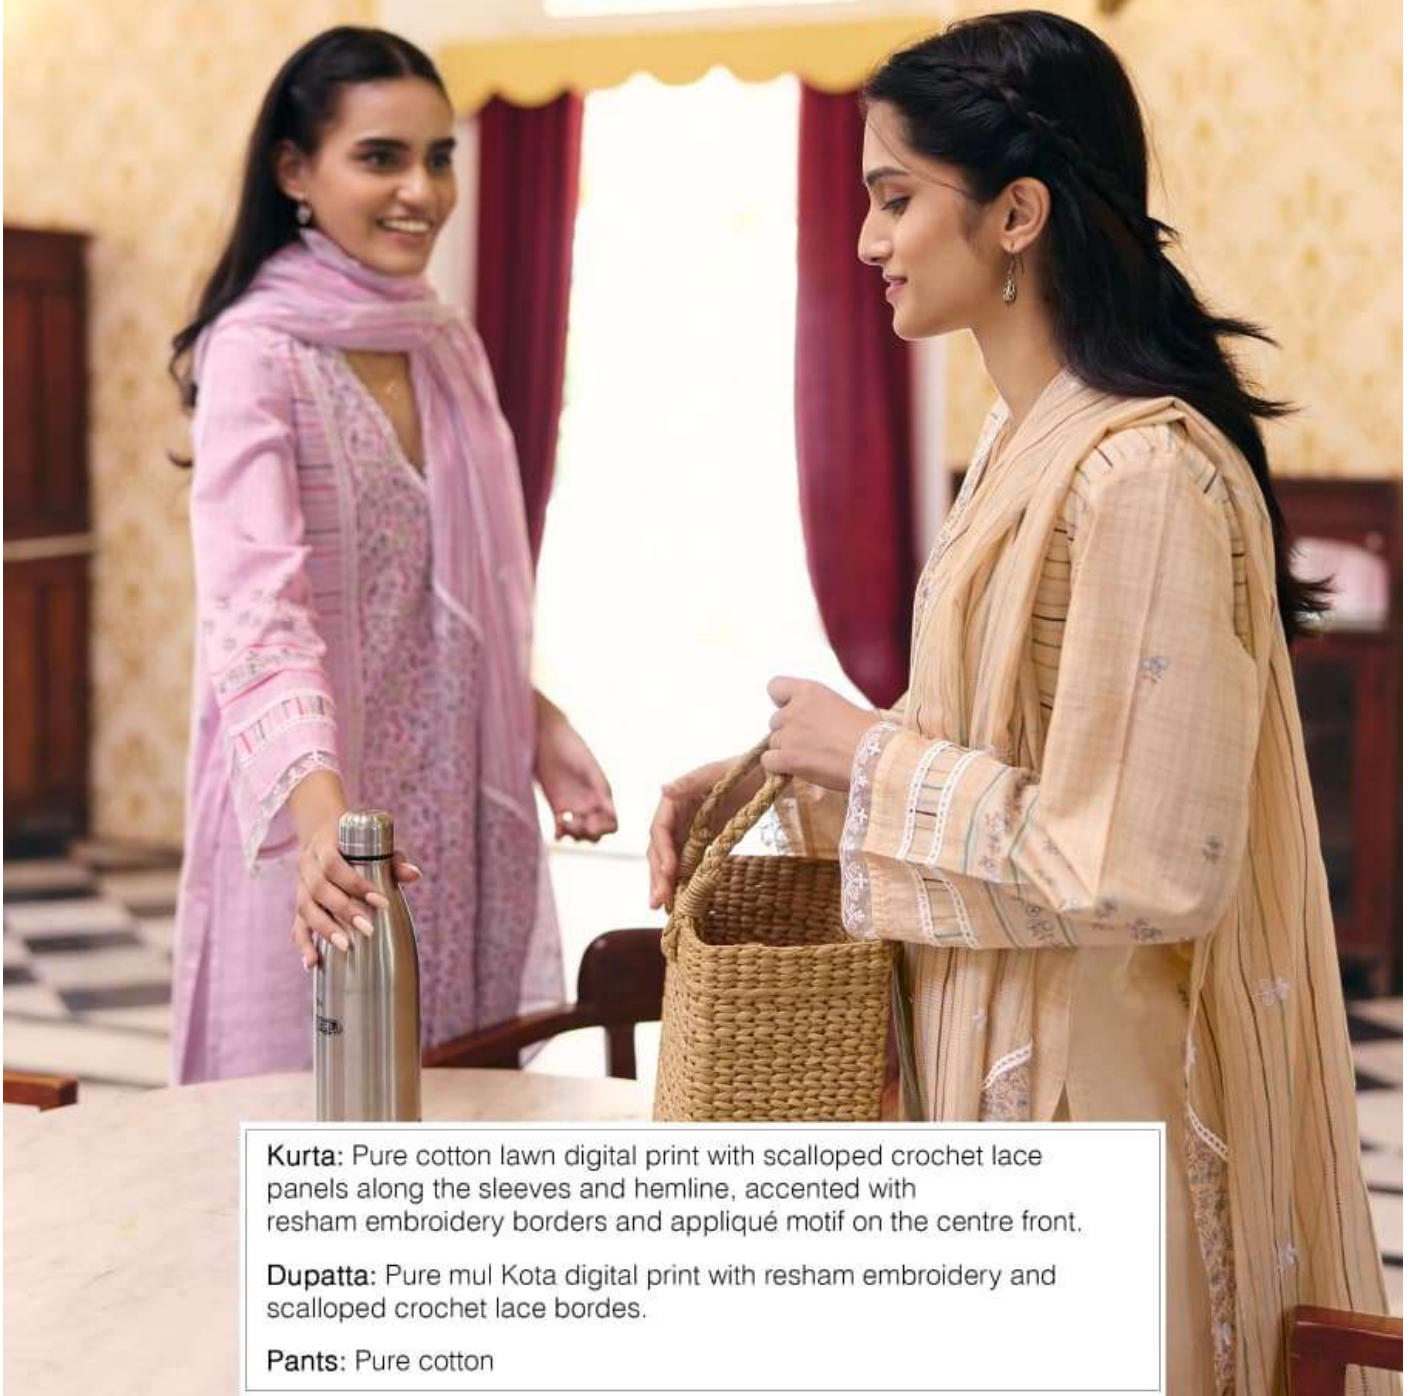 Kurta: Pure cotton lawn digital print with scalloped crochet lace
panels along the sleeves and hemline, accented with
resham embroidery borders and appliqué motif on the centre front.
Dupatta: Pure mul Kota digital print with resham embroidery and
scalloped crochet lace bordes.
Pants: Pure cotton